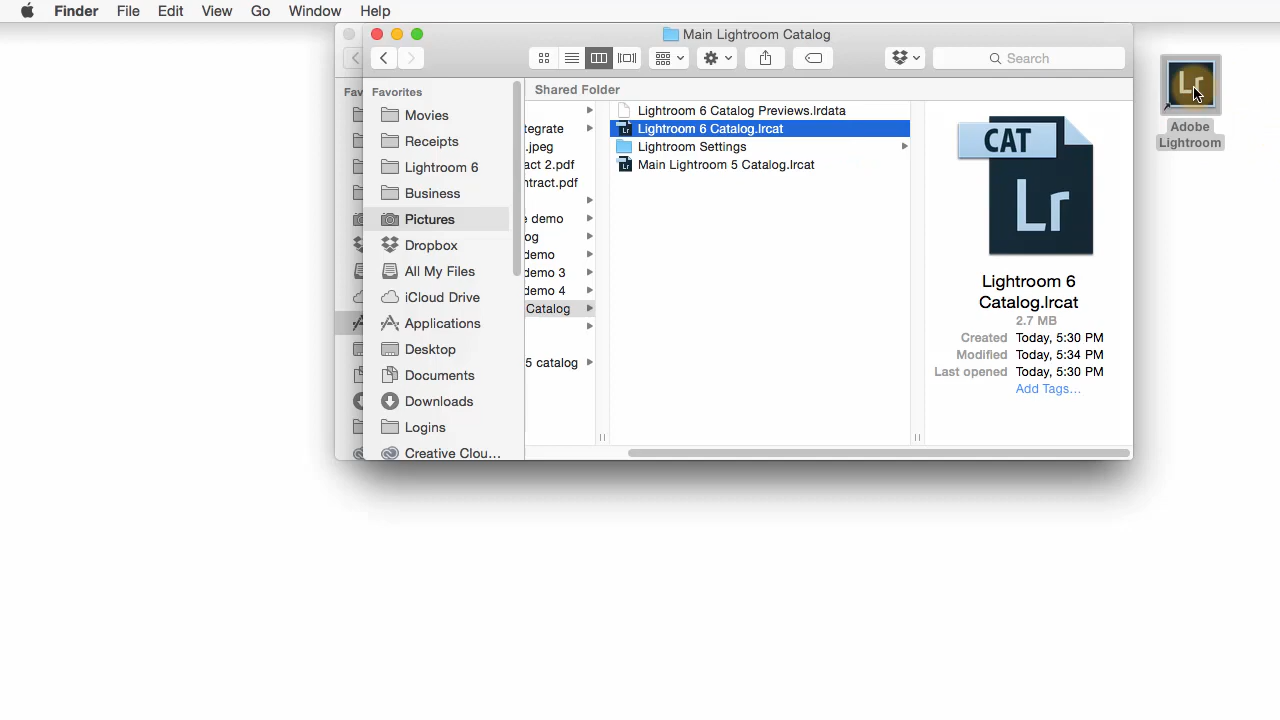 Finder File Edit View Go Window Help
Main Lightroom Catalog
Search
Fav
Favorites
Movies
Receipts
Lightroom 6
Business
Pictures
Dropbox
All My Files
iCloud Drive
Applications
Desktop
Documents
Downloads
Logins
Creative Clou...
Shared Folder
tegrate
.jpeg
ract 2.pdf
ntract.pdf
e demo
og
demo
demo 3
demo 4
Catalog
5 catalog
Lightroom 6 Catalog Previews.lrdata
Lightroom 6 Catalog.lrcat
Lightroom Settings
Main Lightroom 5 Catalog.lrcat
CAT
Lr
Lightroom 6
Catalog.lrcat
2.7 MB
Created Today, 5:30 PM
Modified Today, 5:34 PM
Last opened Today, 5:30 PM
Add Tags...
Lr
Adobe
Lightroom